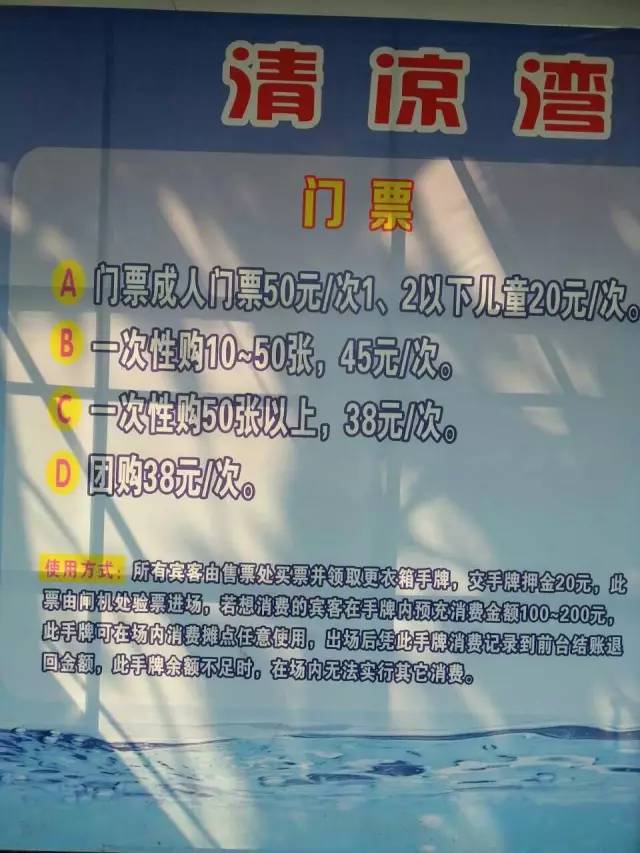 清凉湾
门票
A 门票成人门票50元/次1、2以下儿童20元/次。
B 一次性购10~50张，45元/次。
C 一次性购50张以上，38元/次。
D 团购38元/次。
使用方式：所有宾客由售票处买票并领取更衣箱手牌，交手牌押金20元，此
票由闸机处验票进场，若想消费的宾客在手牌内预充消费金额100~200元，
此手牌可在场内消费摊点任意使用，出场后凭此手牌消费记录到前台结账退
回金额，此手牌余额不足时，在场内无法实行其它消费。